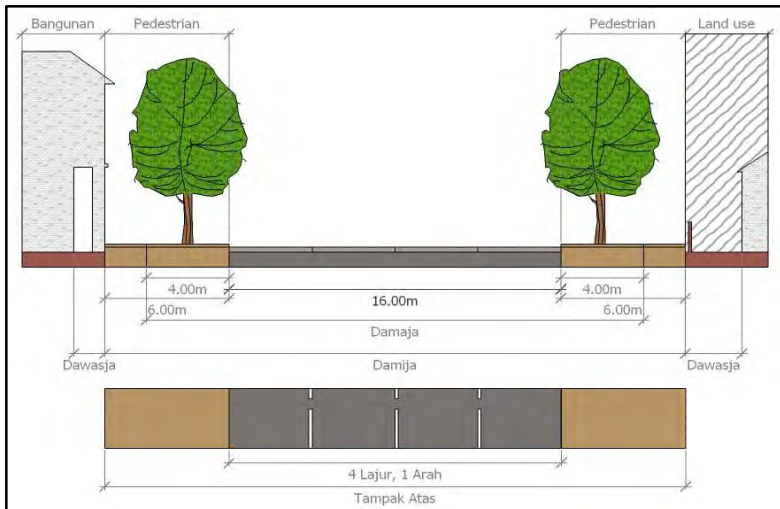 Bangunan
Pedestrian
Pedestrian
Land use
4.00m
16.00m
4.00m
6.00m
6.00m
Damaja
Dawasja
Damija
Dawasja
4 Lajur, 1 Arah
Tampak Atas